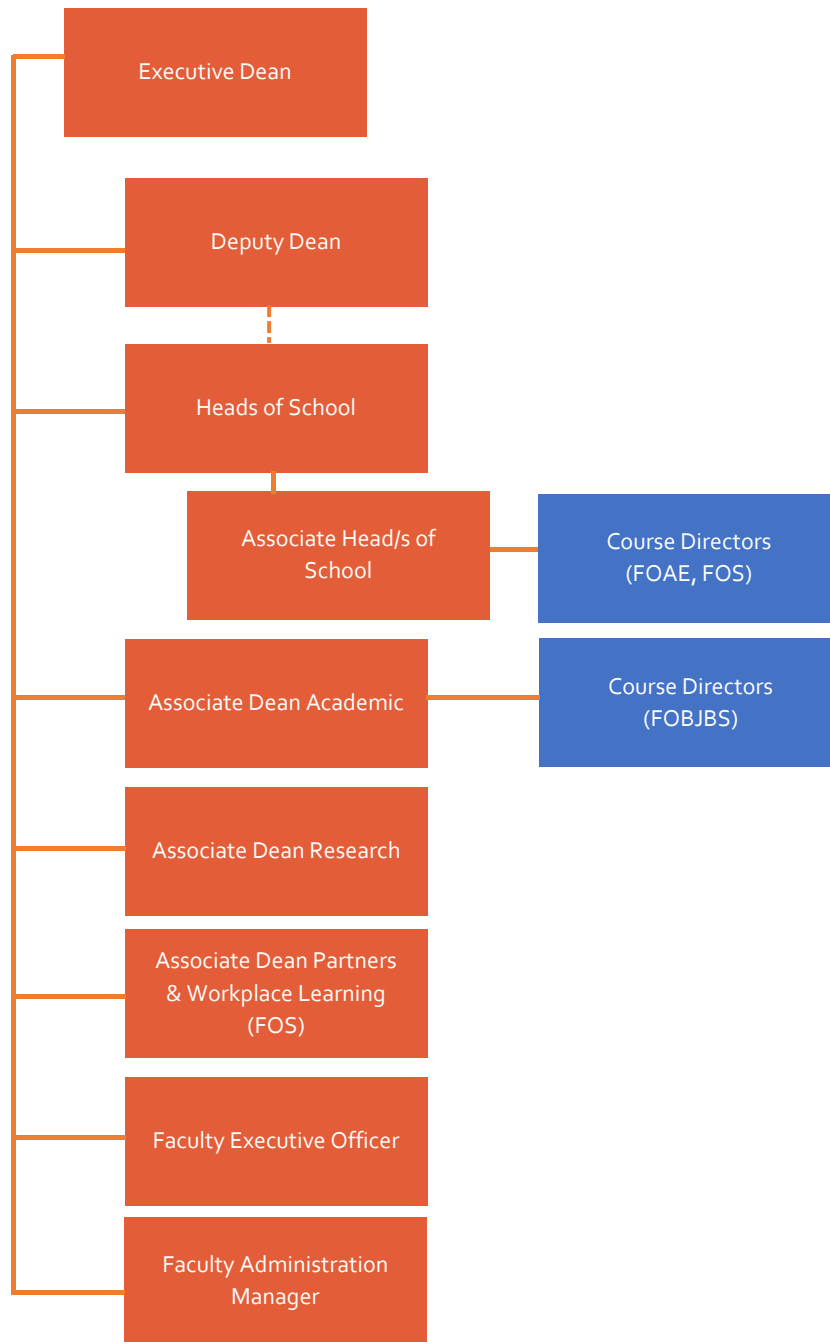 Executive Dean
Deputy Dean
Heads of School
Associate Head/s of
School
Course Directors
(FOAE, FOS)
Associate Dean Academic
Course Directors
(FOBJBS)
Associate Dean Research
Associate Dean Partners
& Workplace Learning
(FOS)
Faculty Executive Officer
Faculty Administration
Manager